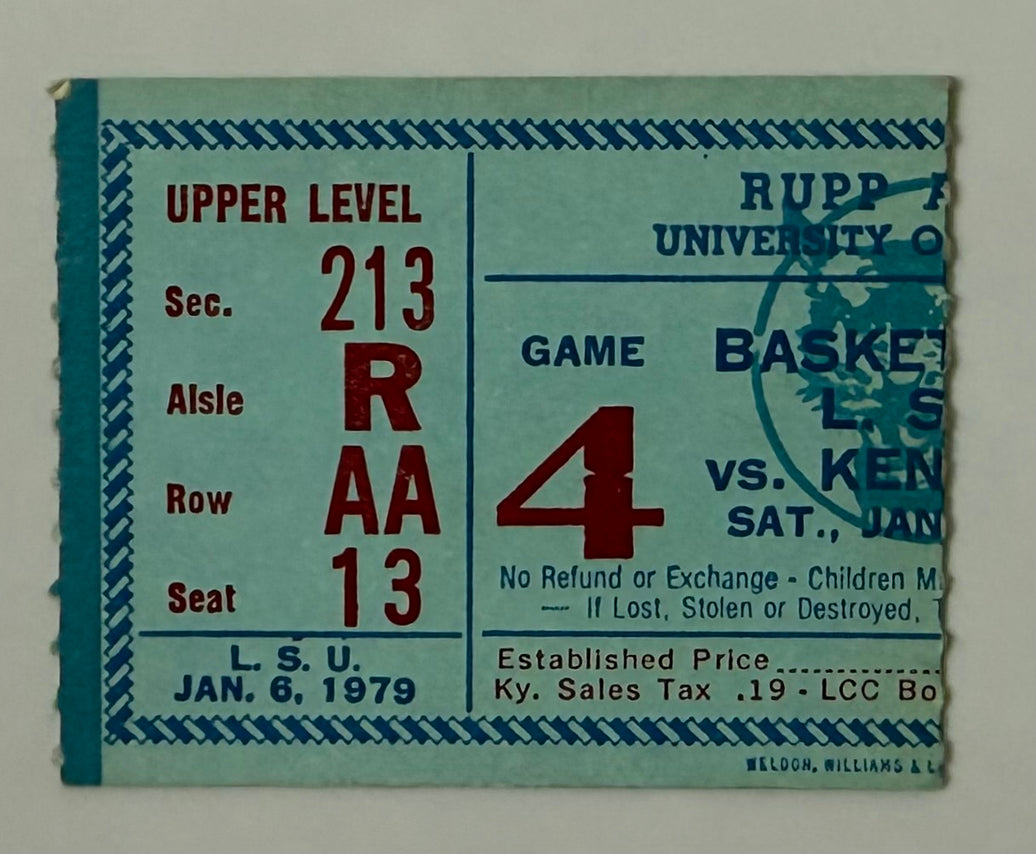 UPPER LEVEL
Sec. 213
Aisle R
Row AA
Seat 13
L. S. U.
JAN. 6, 1979
RUPP
UNIVERSITY O
GAME
4
BASKET
L. S
VS. KEN
SAT., JAN
No Refund or Exchange - Children M
If Lost, Stolen or Destroyed, T
Established Price
Ky. Sales Tax .19 - LCC Bo
WELDON, WILLIAMS & L